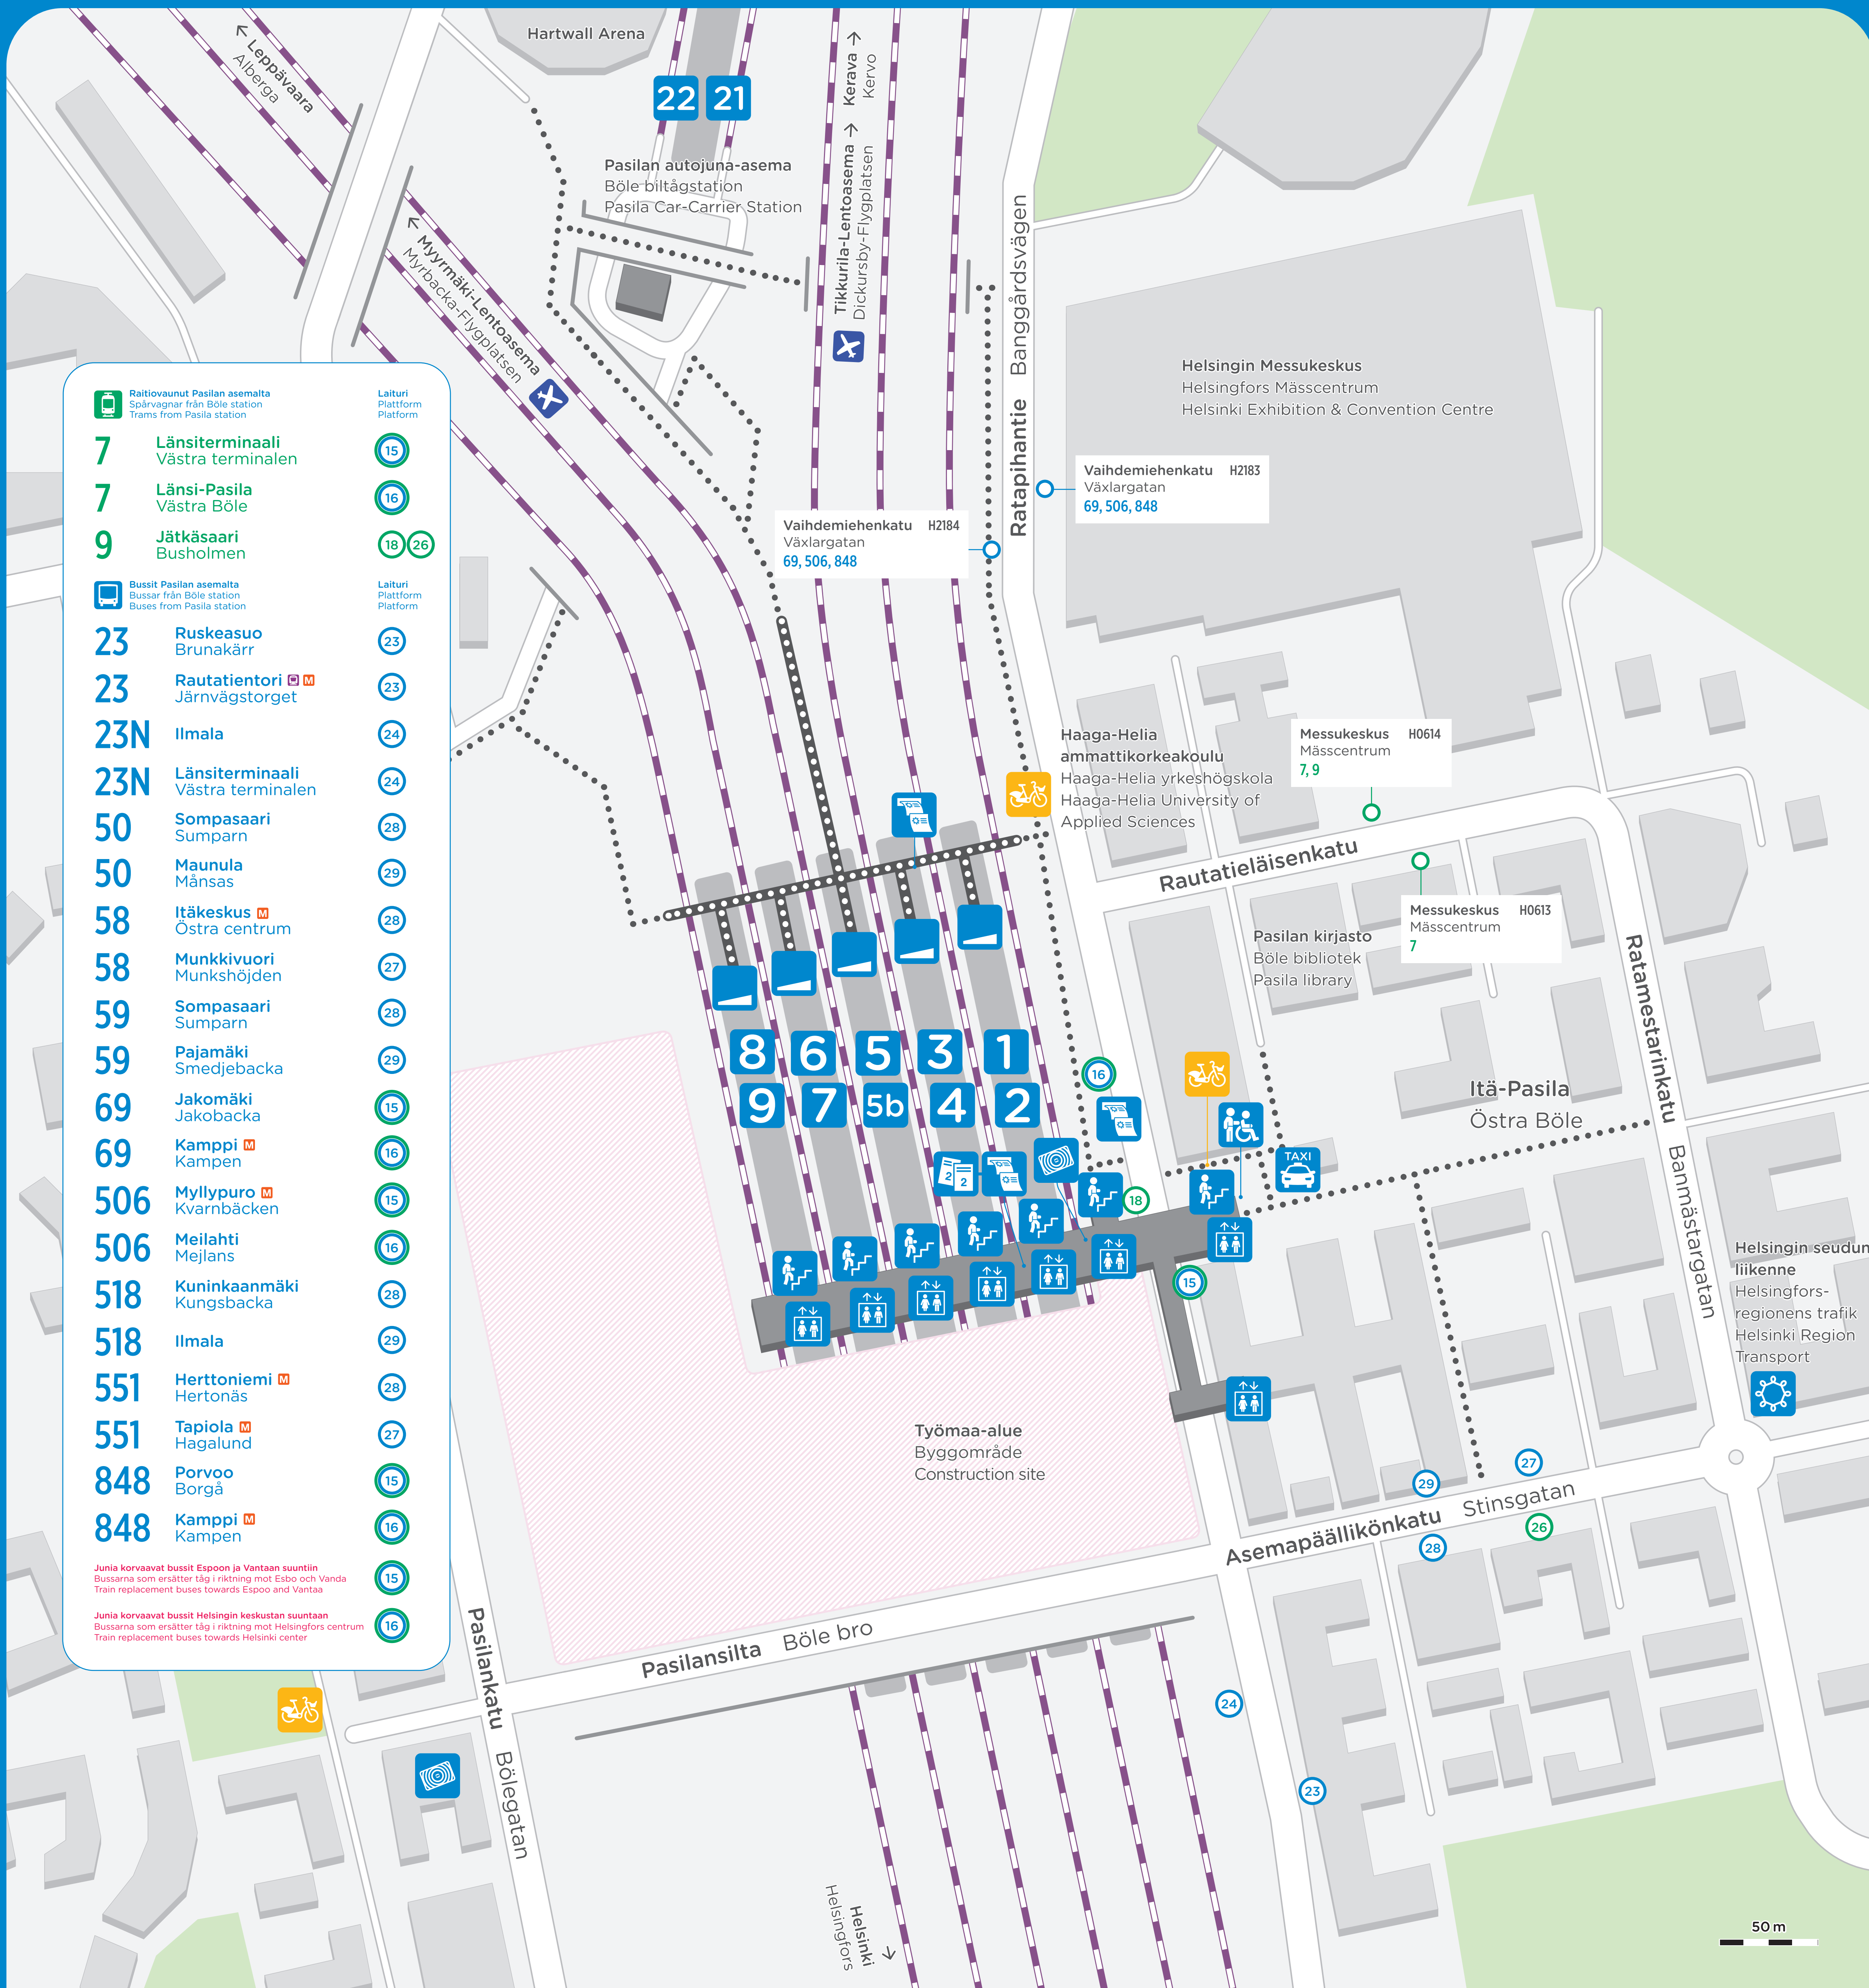 Hartwall Arena
← Leppävaara
Alberga
22 21
Pasilan autojuna-asema
Böle biltågstation
Pasila Car-Carrier Station
Tikkurila-Lentoasema → Kerava →
Dickursby-Flygplatsen Kervo
← Myyrmäki-Lentoasema
Myrbacka-Flygplatsen
Ratapihantie Banggårdsvägen
Helsingin Messukeskus
Helsingfors Mässcentrum
Helsinki Exhibition & Convention Centre
Vaihdemiehenkatu H2183
Växlargatan
69, 506, 848
Vaihdemiehenkatu H2184
Växlargatan
69, 506, 848
Raitiovaunut Pasilan asemalta Laituri
Spårvagnar från Böle station Plattform
Trams from Pasila station Platform
7 Länsiterminaali 15
Västra terminalen
7 Länsi-Pasila 16
Västra Böle
9 Jätkäsaari 18 26
Busholmen
Bussit Pasilan asemalta Laituri
Bussar från Böle station Plattform
Buses from Pasila station Platform
23 Ruskeasuo 23
Brunakärr
23 Rautatientori M 23
Järnvägstorget
23N Ilmala 24
23N Länsiterminaali 24
Västra terminalen
50 Sompasaari 28
Sumparn
50 Maunula 29
Månsas
58 Itäkeskus M 28
Östra centrum
58 Munkkivuori 27
Munkshöjden
59 Sompasaari 28
Sumparn
59 Pajamäki 29
Smedjebacka
69 Jakomäki 15
Jakobacka
69 Kamppi M 16
Kampen
506 Myllypuro M 15
Kvarnbäcken
506 Meilahti 16
Mejlans
518 Kuninkaanmäki 28
Kungsbacka
518 Ilmala 29
551 Herttoniemi M 28
Hertonäs
551 Tapiola M 27
Hagalund
848 Porvoo 15
Borgå
848 Kamppi M 16
Kampen
Junia korvaavat bussit Espoon ja Vantaan suuntiin
Bussarna som ersätter tåg i riktning mot Esbo och Vanda 15
Train replacement buses towards Espoo and Vantaa
Junia korvaavat bussit Helsingin keskustan suuntaan
Bussarna som ersätter tåg i riktning mot Helsingfors centrum 16
Train replacement buses towards Helsinki center
Haaga-Helia
ammattikorkeakoulu
Haaga-Helia yrkeshögskola
Haaga-Helia University of
Applied Sciences
Messukeskus H0614
Mässcentrum
7, 9
Rautatieläisenkatu
Messukeskus H0613
Mässcentrum
7
Pasilan kirjasto
Böle bibliotek
Pasila library
Ratamestarinkatu Banmästargatan
8 6 5 3 1
9 7 5b 4 2
16
Itä-Pasila
Östra Böle
TAXI
2 2
18
15
Helsingin seudun
liikenne
Helsingfors-
regionens trafik
Helsinki Region
Transport
Työmaa-alue
Byggområde
Construction site
29
27
Asemapäällikönkatu Stinsgatan
28
26
Pasilansilta Böle bro
Pasilankatu Bölegatan
24
23
Helsinki →
Helsingfors
50 m